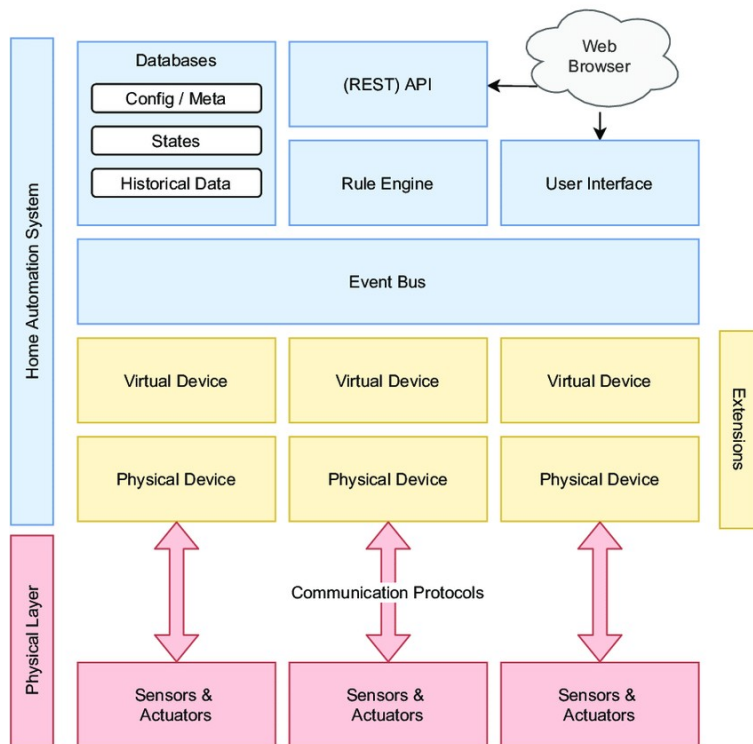 Web
Browser
Databases
Config / Meta
States
Historical Data
(REST) API
Rule Engine
User Interface
Home Automation System
Event Bus
Virtual Device
Virtual Device
Virtual Device
Extensions
Physical Device
Physical Device
Physical Device
Physical Layer
Communication Protocols
Sensors &
Actuators
Sensors &
Actuators
Sensors &
Actuators